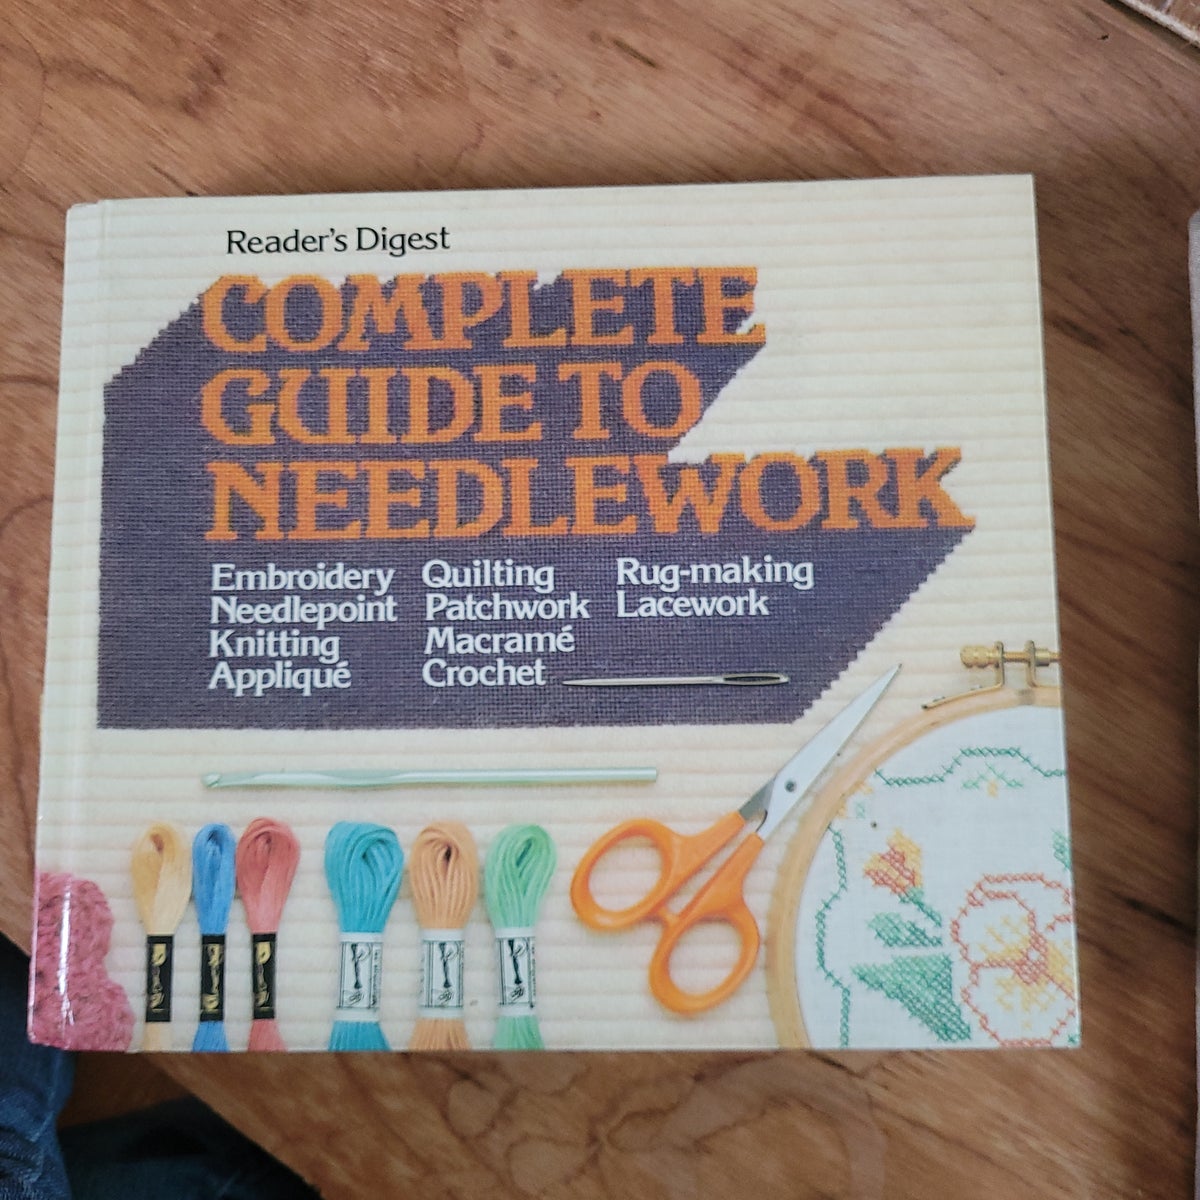 Reader's Digest
COMPLETE
GUIDE TO
NEEDLEWORK
Embroidery
Needlepoint
Knitting
Appliqué
Quilting
Patchwork
Macramé
Crochet
Rug-making
Lacework